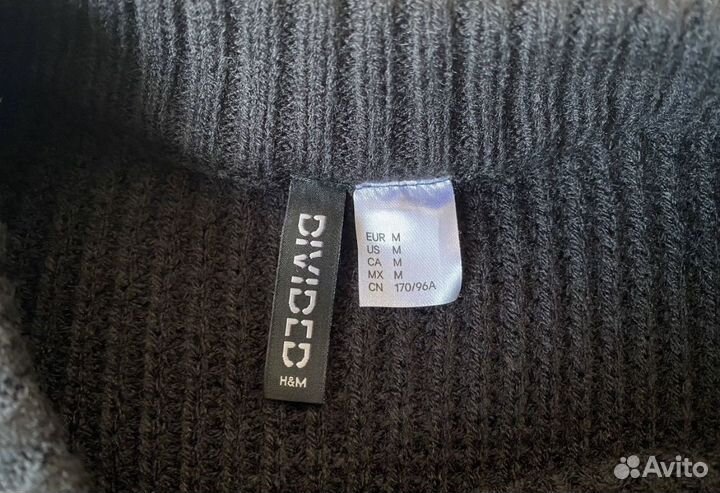 DIVIDED
H&M
EUR M
US M
CA M
MX M
CN 170/96A
Avito